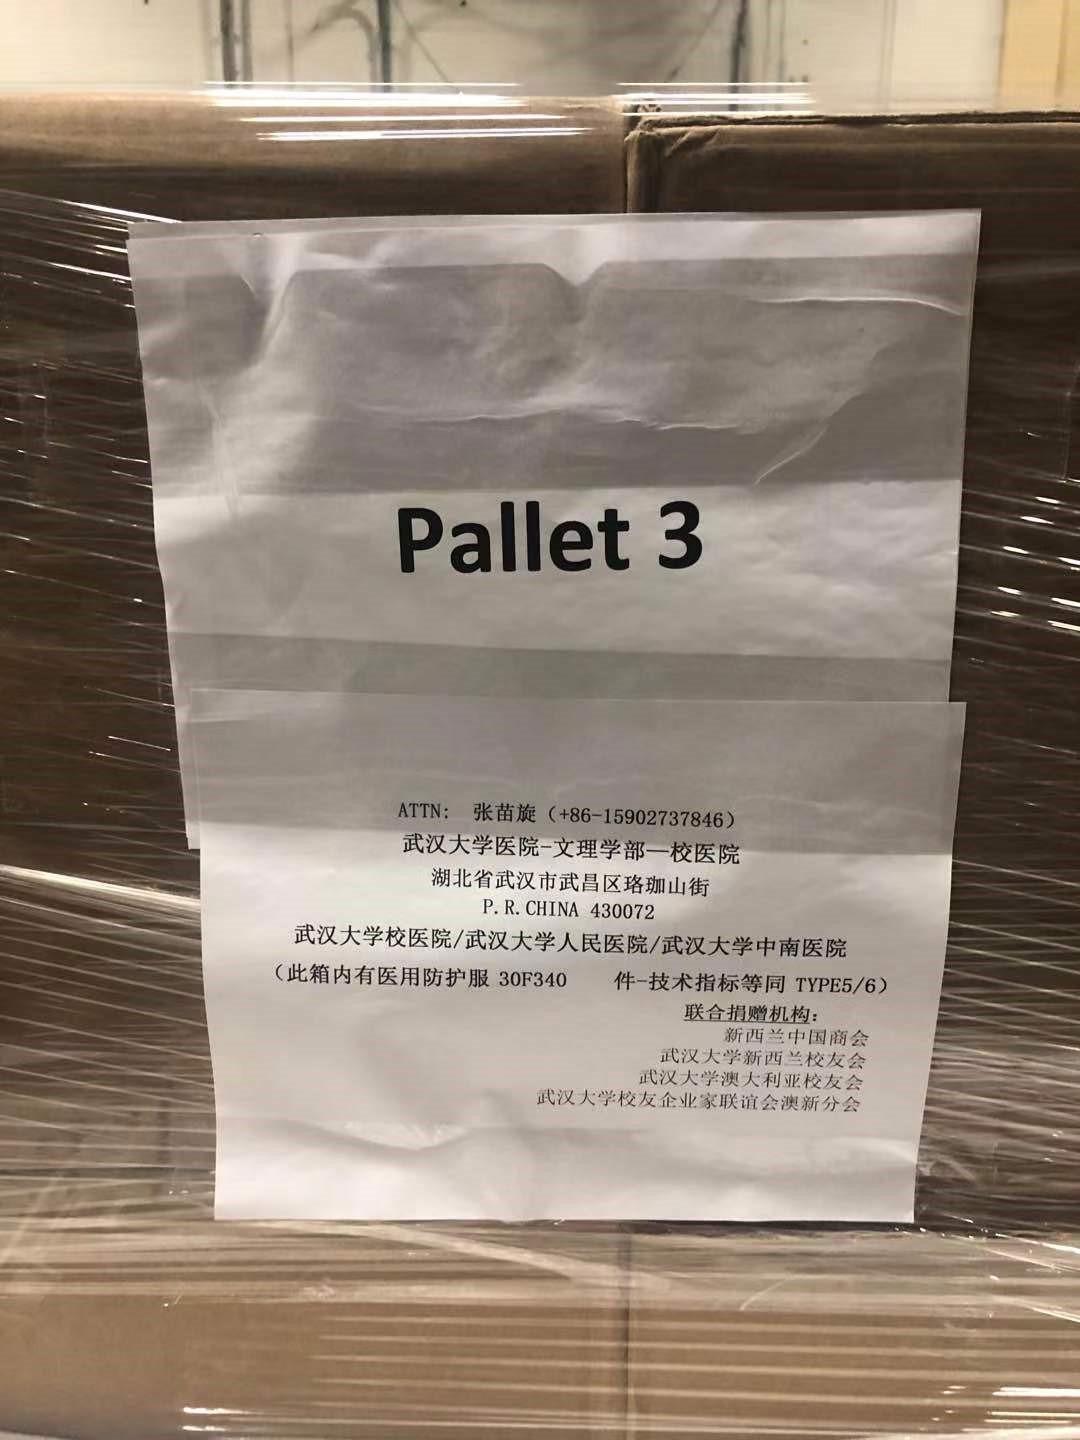 Pallet 3
ATTN: 张苗旋（+86-15902737846）
武汉大学医院-文理学部—校医院
湖北省武汉市武昌区珞珈山街
P.R.CHINA 430072
武汉大学校医院/武汉大学人民医院/武汉大学中南医院
（此箱内有医用防护服 30F340 件-技术指标等同 TYPE5/6）
联合捐赠机构：
新西兰中国商会
武汉大学新西兰校友会
武汉大学澳大利亚校友会
武汉大学校友企业家联谊会澳新分会